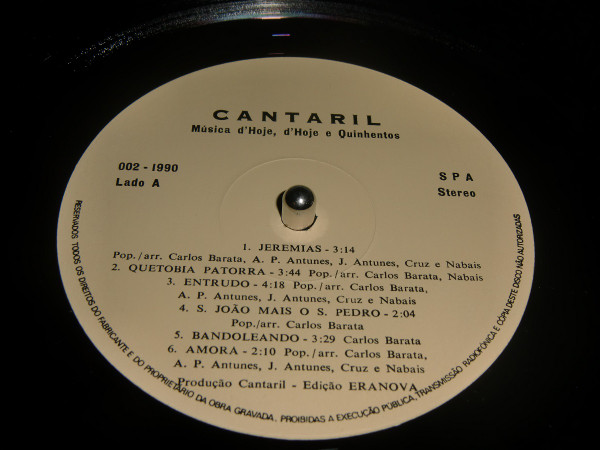 CANTARIL
Música d'Hoje, d'Hoje e Quinhentos
002 - 1990
Lado A
SPA
Stereo
1. JEREMIAS - 3:14
Pop./arr. Carlos Barata, A. P. Antunes, J. Antunes, Cruz e Nabais
2. QUETOBIA PATORRA - 3:44 Pop./arr. Carlos Barata, Nabais
3. ENTRUDO - 4:18 Pop./arr. Carlos Barata,
A. P. Antunes, J. Antunes, Cruz e Nabais
4. S. JOÃO MAIS O S. PEDRO - 2:04
Pop./arr. Carlos Barata
5. BANDOLEANDO - 3:29 Carlos Barata
6. AMORA - 2:10 Pop./arr. Carlos Barata,
A. P. Antunes, J. Antunes, Cruz e Nabais
Produção Cantaril - Edição ERANOVA
RESERVADOS TODOS OS DIREITOS DO FABRICANTE E DO PROPRIETÁRIO DA OBRA GRAVADA. PROIBIDAS A EXECUÇÃO PÚBLICA, TRANSMISSÃO RADIOFÓNICA E CÓPIA DESTE DISCO NÃO AUTORIZADAS